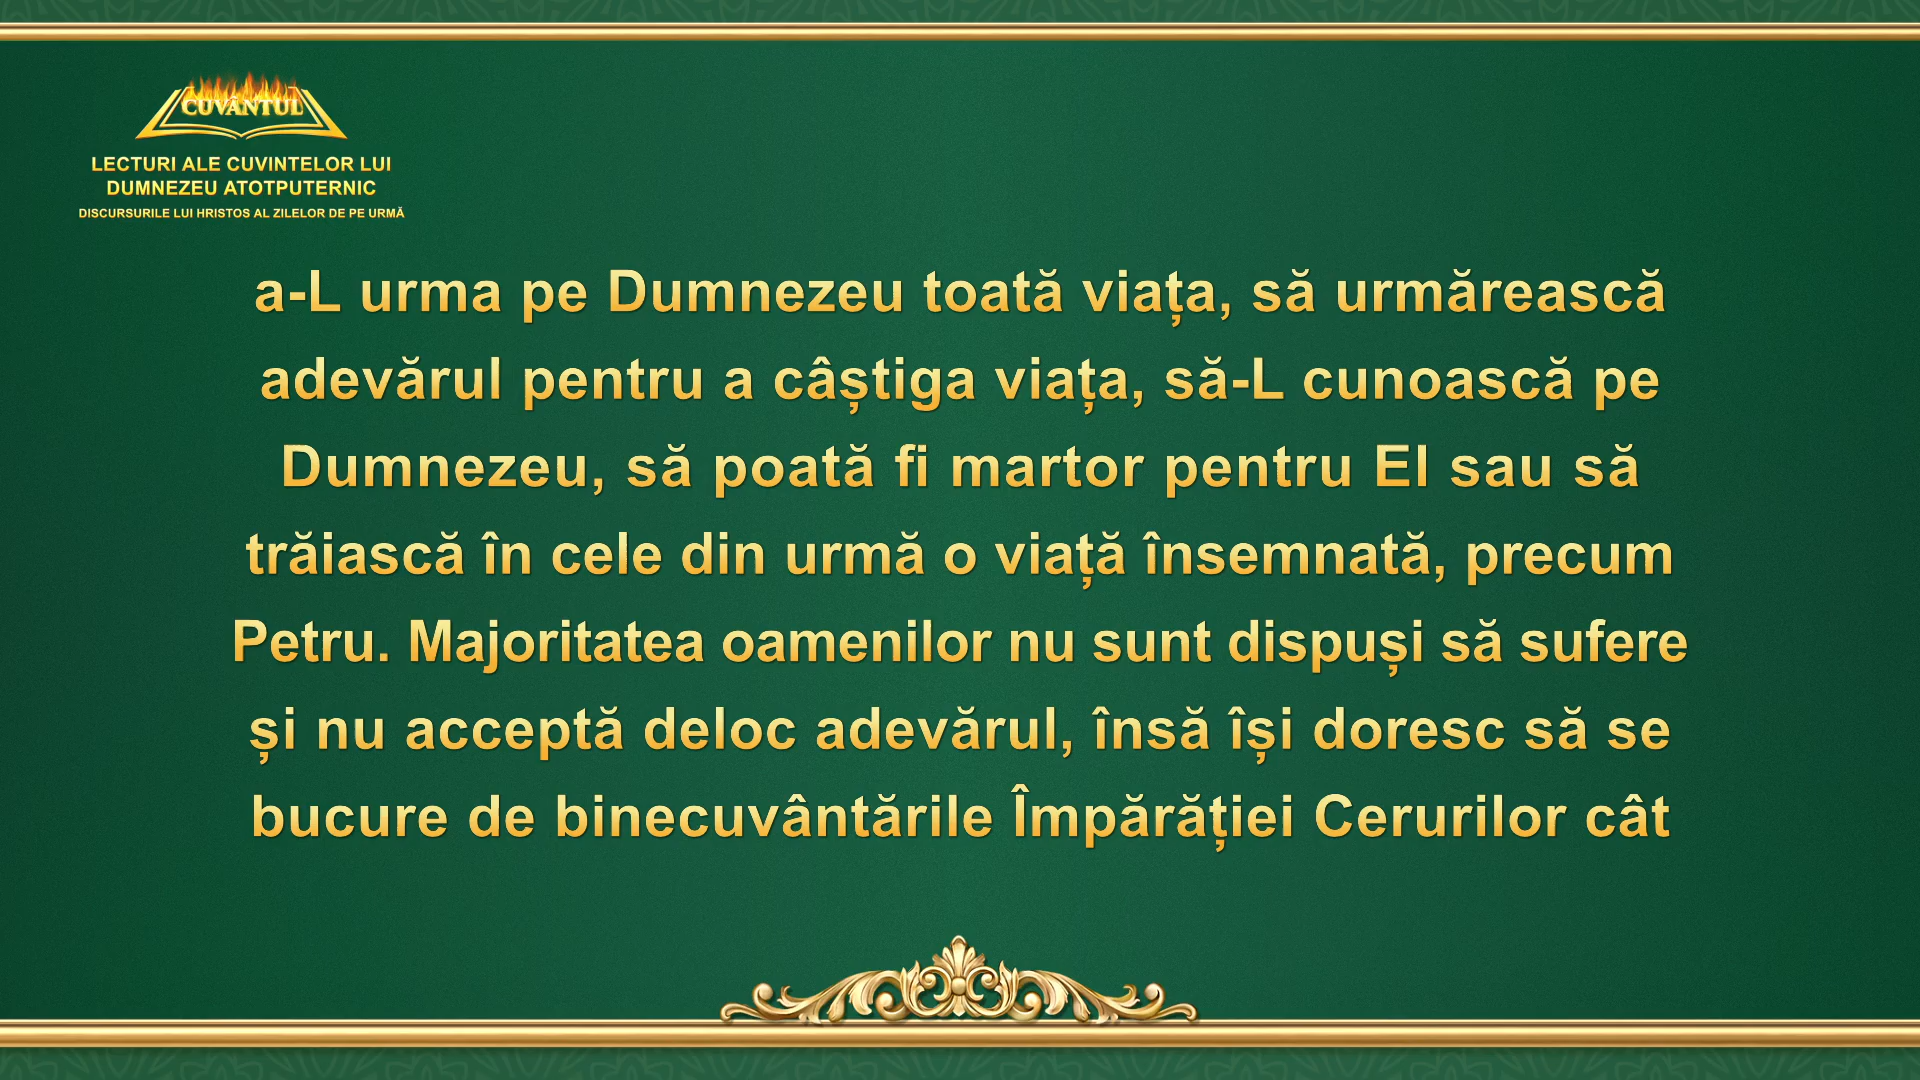 CUVÂNTUL
LECTURI ALE CUVINTELOR LUI
DUMNEZEU ATOTPUTERNIC
DISCURSURILE LUI HRISTOS AL ZILELOR DE PE URMĂ
a-L urma pe Dumnezeu toată viața, să urmărească
adevărul pentru a câștiga viața, să-L cunoască pe
Dumnezeu, să poată fi martor pentru El sau să
trăiască în cele din urmă o viață însemnată, precum
Petru. Majoritatea oamenilor nu sunt dispuși să sufere
și nu acceptă deloc adevărul, însă își doresc să se
bucure de binecuvântările Împărăției Cerurilor cât